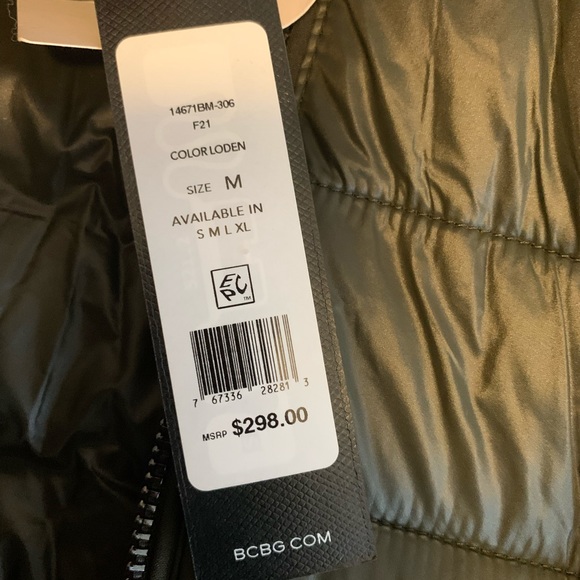 14671BM-306
F21
COLOR LODEN
SIZE M
AVAILABLE IN
S M L XL
EPC
TM
7 67336 28281 3
MSRP $298.00
BCBG.COM